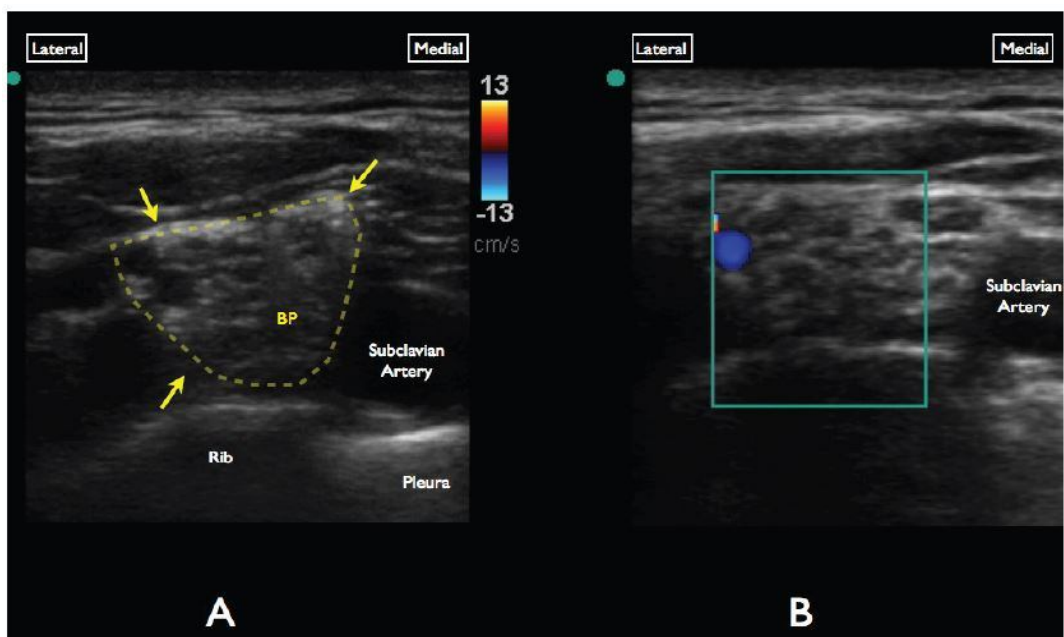 Lateral
Medial
13
-13
cm/s
BP
Subclavian
Artery
Rib
Pleura
A
Lateral
Medial
Subclavian
Artery
B